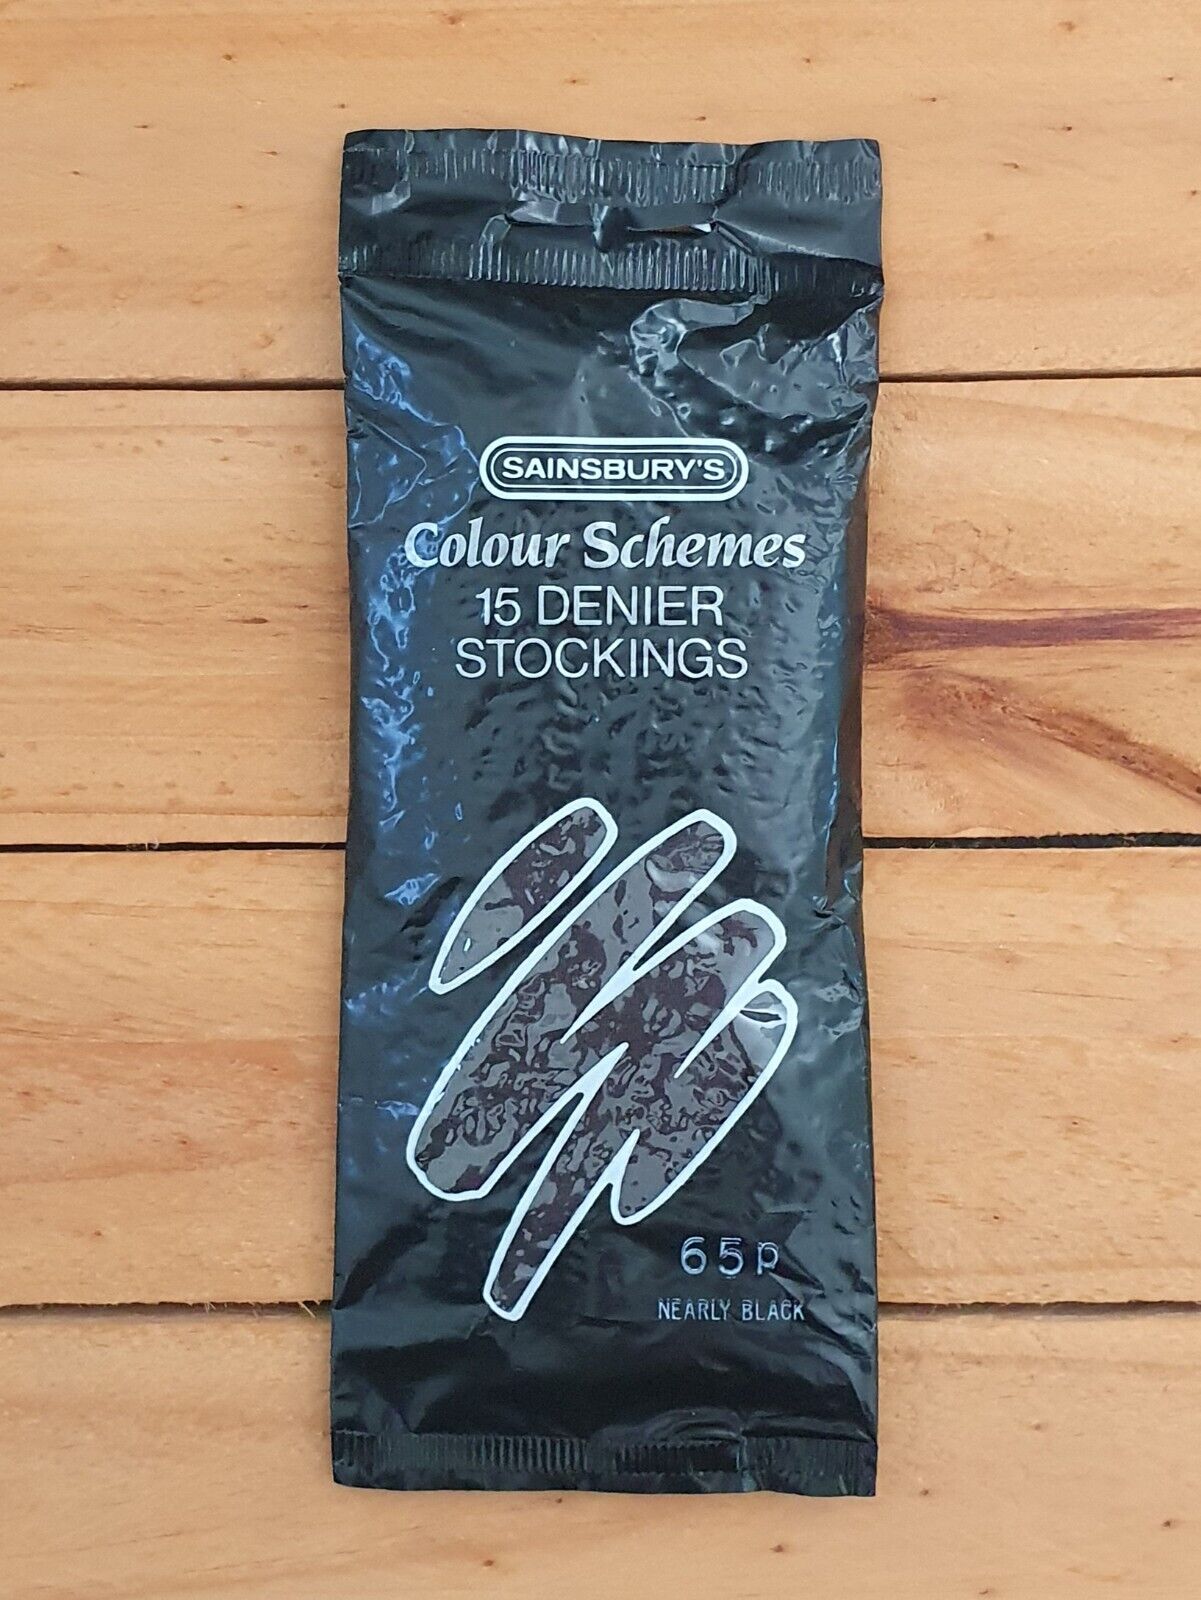 SAINSBURY'S
Colour Schemes
15 DENIER
STOCKINGS
65p
NEARLY BLACK